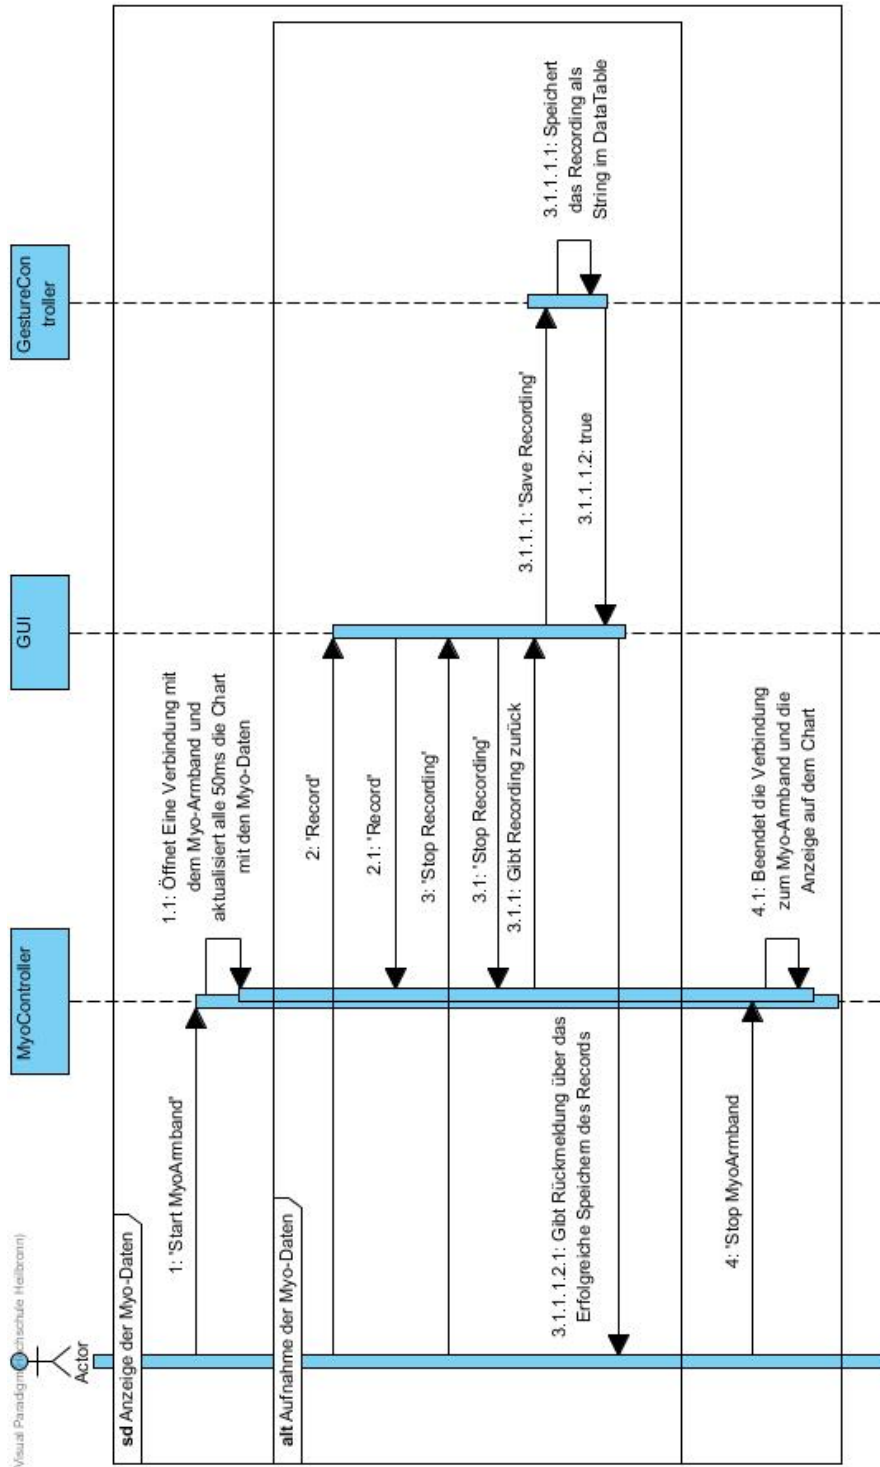 Visual Paradigm
chschule Heilbronn)
Actor
MyoController
GUI
GestureCon
troller
sd Anzeige der Myo-Daten
1: "Start MyoArmband"
1.1: Öffnet Eine Verbindung mit
dem Myo-Armband und
aktualisiert alle 50ms die Chart
mit den Myo-Daten
alt Aufnahme der Myo-Daten
2: "Record"
2.1: "Record"
3: "Stop Recording"
3.1: "Stop Recording"
3.1.1: Gibt Recording zurück
3.1.1.1: "Save Recording"
3.1.1.1.1: Speichert
das Recording als
String im DataTable
3.1.1.1.2: true
3.1.1.1.2.1: Gibt Rückmeldung über das
Erfolgreiche Speichern des Records
4: "Stop MyoArmband
4.1: Beendet die Verbindung
zum Myo-Armband und die
Anzeige auf dem Chart